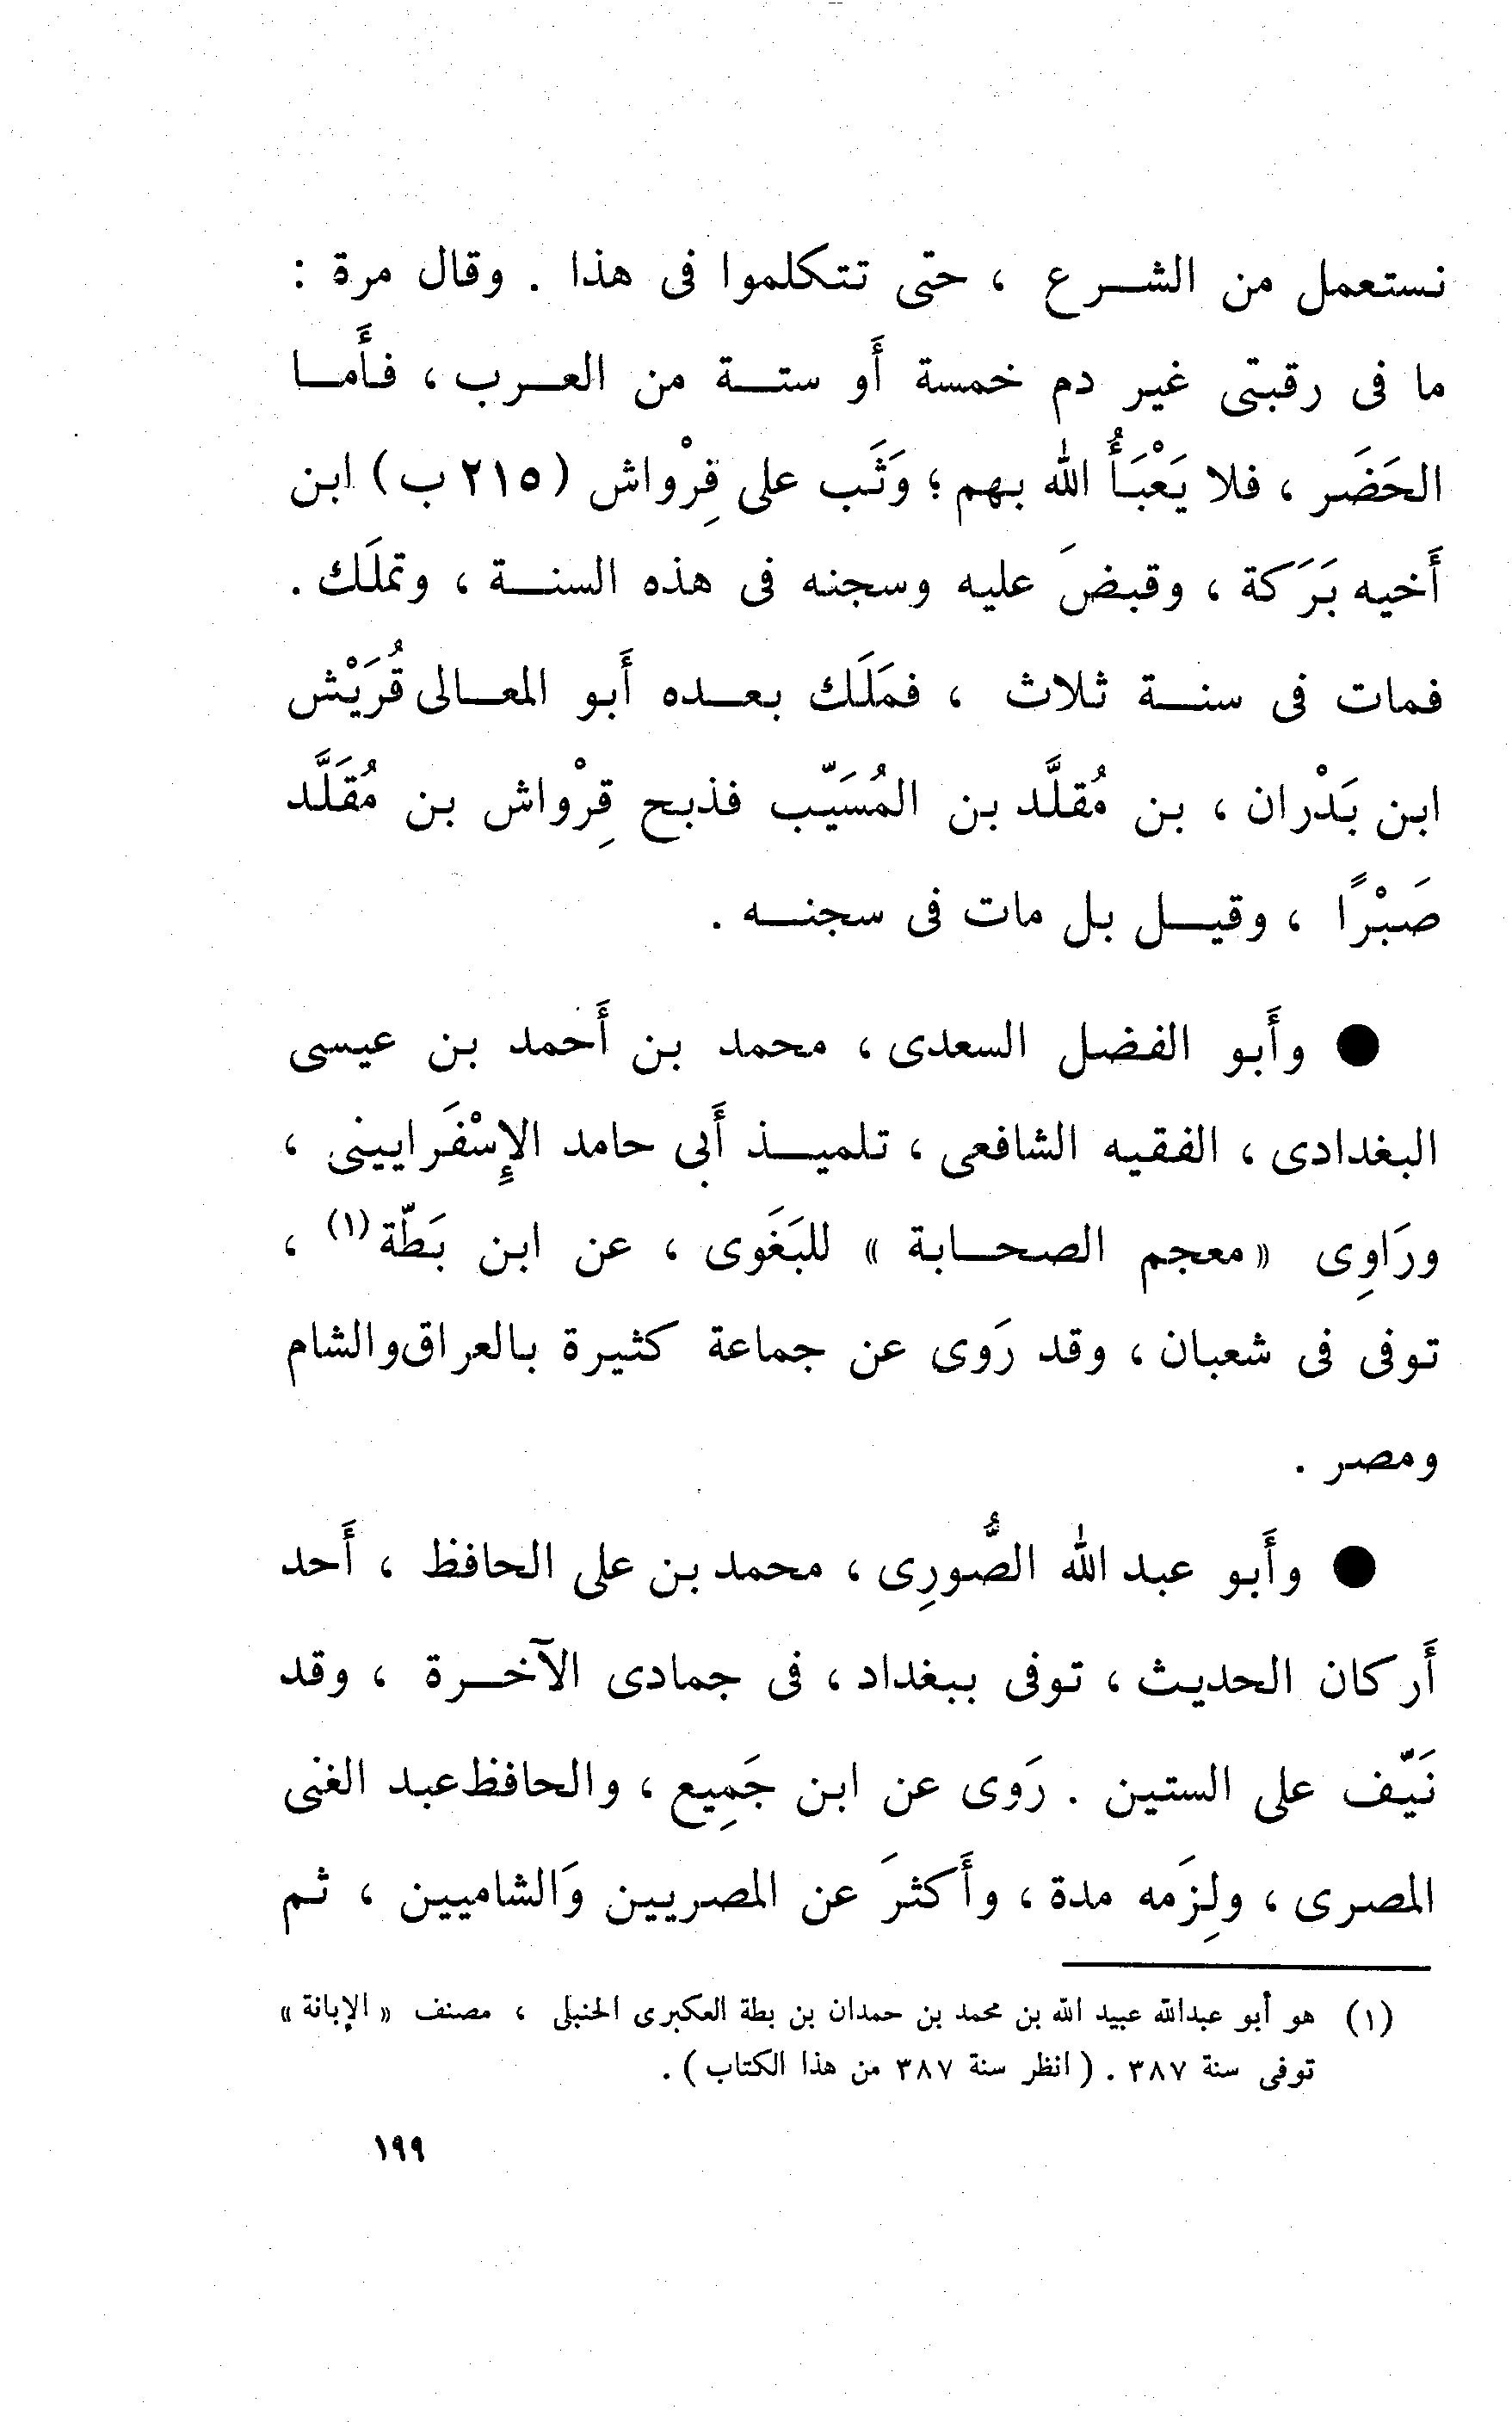 نستعمل من الشرع ، حتى تتكلموا فى هذا . وقال مرة :
ما فى رقبتى غير دم خمسة أَو ستة من العرب ، فأَما
الحَضَر ، فلا يَعْبَأُ الله بهم ؛ وَثَب على قِرْواش (٢١٥ ب) ابن
أَخيه بَرَكة ، وقبضَ عليه وسجنه فى هذه السنة ، وتملَك .
فمات فى سنة ثلاث ، فمَلَك بعده أَبو المعالى قُرَيْش
ابن بَدْران ، بن مُقلَّد بن المُسَيّب فذبح قِرْواش بن مُقَلَّد
صَبْرًا ، وقيل بل مات فى سجنه .
● وأَبو الفضل السعدى ، محمد بن أَحمد بن عيسى
البغدادى ، الفقيه الشافعى ، تلميذ أَبى حامد الإِسْفَرايينى ،
ورَاوِى « معجم الصحابة » للبَغَوى ، عن ابن بَطّة (١) ،
توفى فى شعبان ، وقد رَوى عن جماعة كثيرة بالعراق والشام
ومصر .
● وأَبو عبد الله الصُّورِى ، محمد بن على الحافظ ، أَحد
أَركان الحديث ، توفى ببغداد ، فى جمادى الآخرة ، وقد
نَيّف على الستين . رَوى عن ابن جَمِيع ، والحافظ عبد الغنى
المصرى ، ولِزَمه مدة ، وأَكثرَ عن المصريين وَالشاميين ، ثم
(١) هو أبو عبدالله عبيد الله بن محمد بن حمدان بن بطة العكبرى الحنبلى ، مصنف « الإبانة »
توفى سنة ٣٨٧ . ( انظر سنة ٣٨٧ من هذا الكتاب ) .
١٩٩